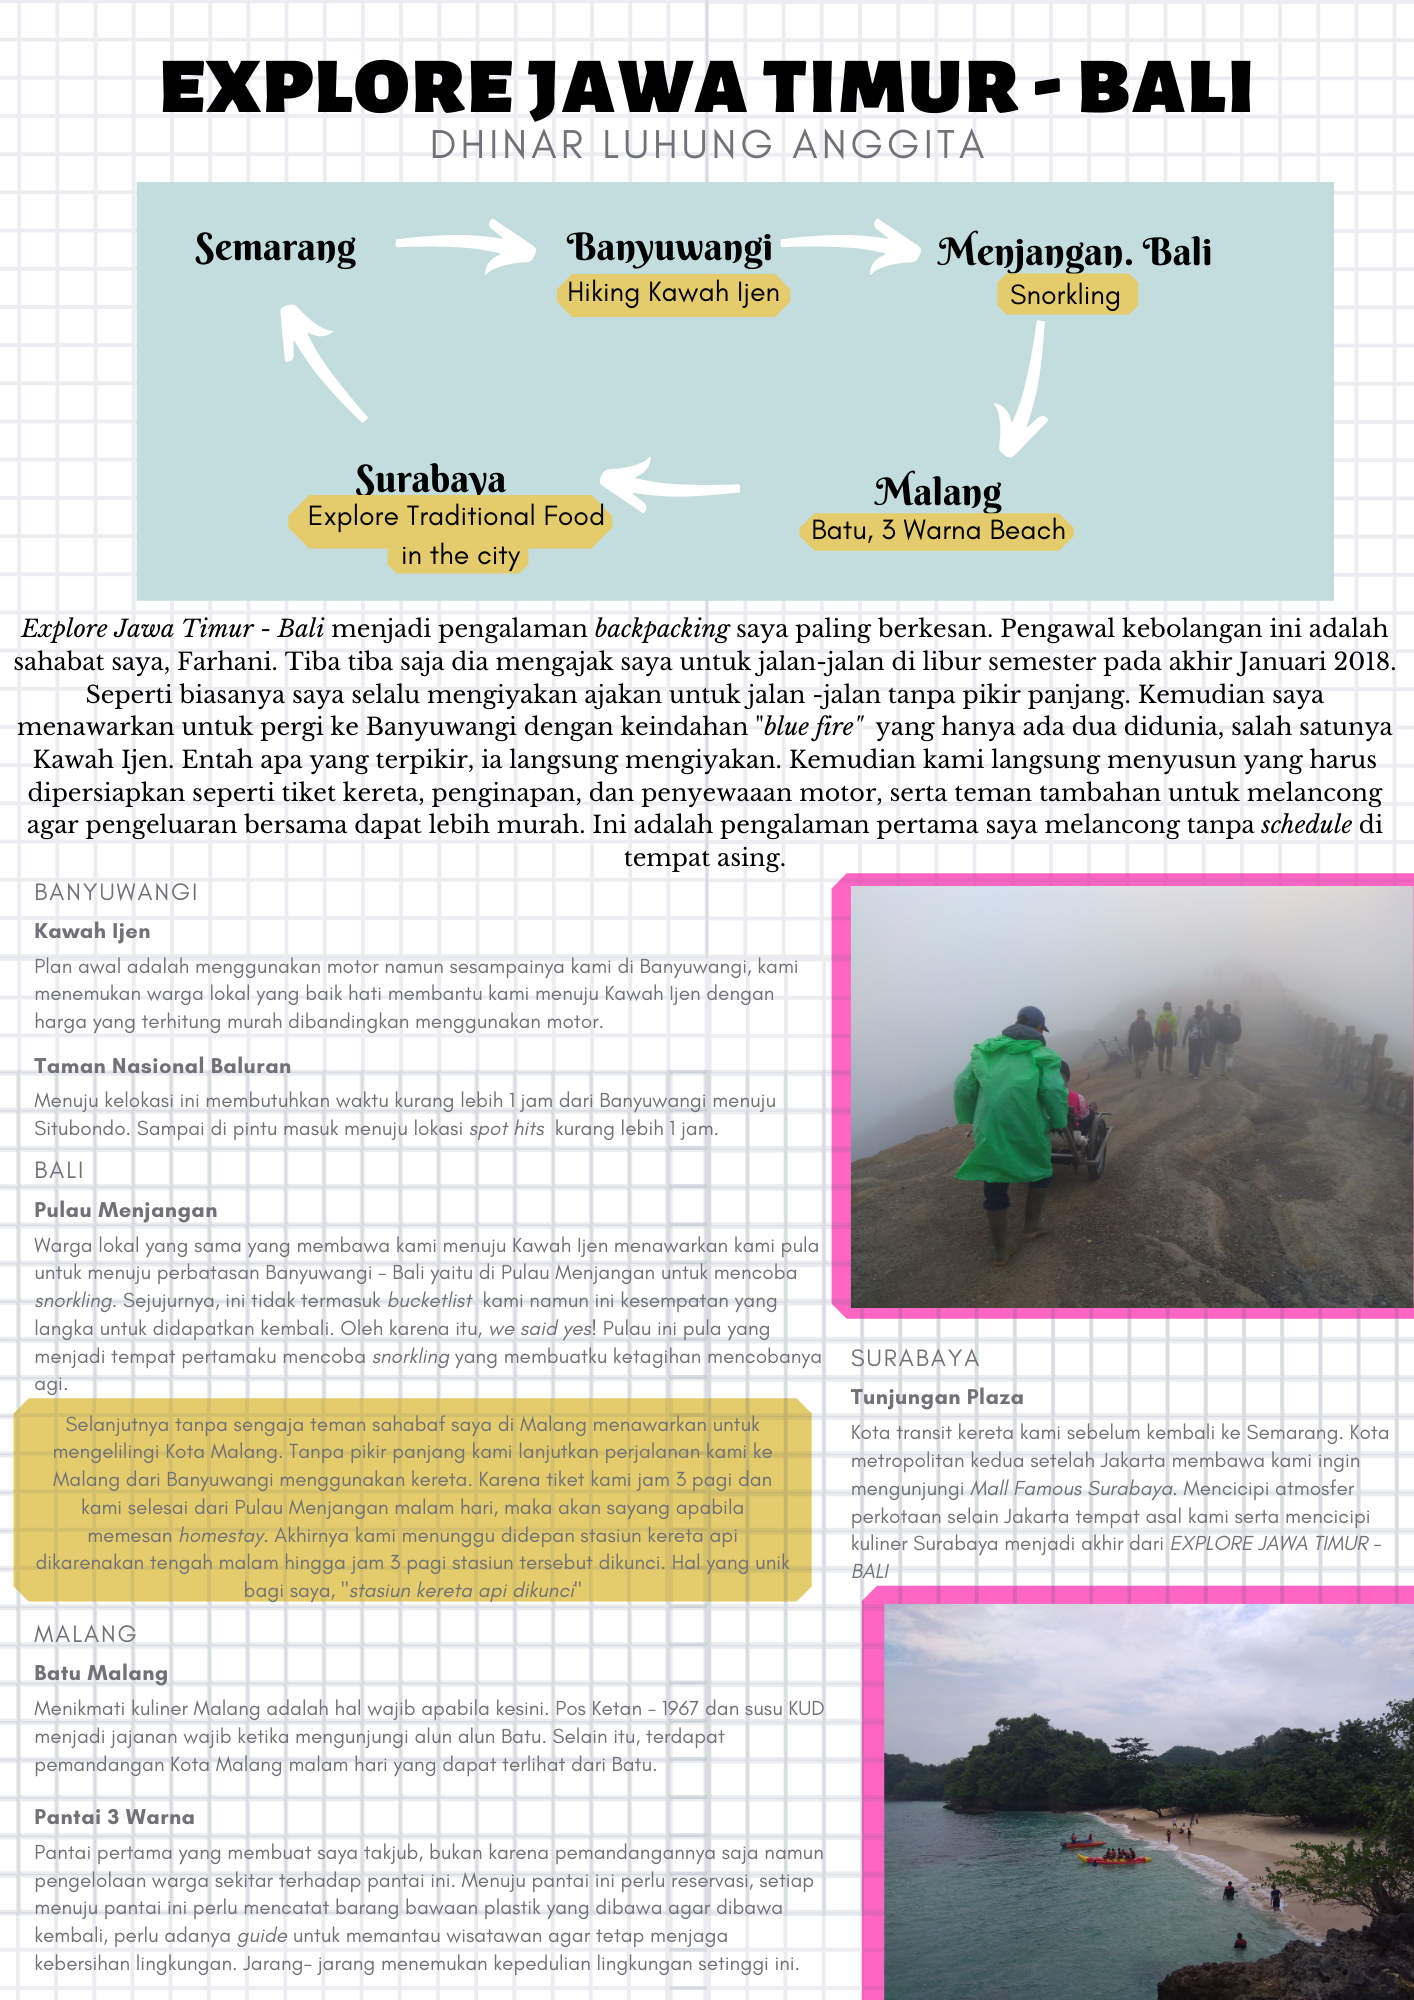 EXPLORE JAWA TIMUR - BALI
DHINAR LUHUNG ANGGITA
Semarang
Banyuwangi
Hiking Kawah Ijen
Menjangan. Bali
Snorkling
Surabaya
Explore Traditional Food
in the city
Malang
Batu, 3 Warna Beach
Explore Jawa Timur - Bali menjadi pengalaman backpacking saya paling berkesan. Pengawal kebolangan ini adalah
sahabat saya, Farhani. Tiba tiba saja dia mengajak saya untuk jalan-jalan di libur semester pada akhir Januari 2018.
Seperti biasanya saya selalu mengiyakan ajakan untuk jalan -jalan tanpa pikir panjang. Kemudian saya
menawarkan untuk pergi ke Banyuwangi dengan keindahan "blue fire" yang hanya ada dua didunia, salah satunya
Kawah Ijen. Entah apa yang terpikir, ia langsung mengiyakan. Kemudian kami langsung menyusun yang harus
dipersiapkan seperti tiket kereta, penginapan, dan penyewaaan motor, serta teman tambahan untuk melancong
agar pengeluaran bersama dapat lebih murah. Ini adalah pengalaman pertama saya melancong tanpa schedule di
tempat asing.
BANYUWANGI
Kawah Ijen
Plan awal adalah menggunakan motor namun sesampainya kami di Banyuwangi, kami
menemukan warga lokal yang baik hati membantu kami menuju Kawah Ijen dengan
harga yang terhitung murah dibandingkan menggunakan motor.
Taman Nasional Baluran
Menuju kelokasi ini membutuhkan waktu kurang lebih 1 jam dari Banyuwangi menuju
Situbondo. Sampai di pintu masuk menuju lokasi spot hits kurang lebih 1 jam.
BALI
Pulau Menjangan
Warga lokal yang sama yang membawa kami menuju Kawah Ijen menawarkan kami pula
untuk menuju perbatasan Banyuwangi - Bali yaitu di Pulau Menjangan untuk mencoba
snorkling. Sejujurnya, ini tidak termasuk bucketlist kami namun ini kesempatan yang
langka untuk didapatkan kembali. Oleh karena itu, we said yes! Pulau ini pula yang
menjadi tempat pertamaku mencoba snorkling yang membuatku ketagihan mencobanya
agi.
Selanjutnya tanpa sengaja teman sahabaf saya di Malang menawarkan untuk
mengelilingi Kota Malang. Tanpa pikir panjang kami lanjutkan perjalanan kami ke
Malang dari Banyuwangi menggunakan kereta. Karena tiket kami jam 3 pagi dan
kami selesai dari Pulau Menjangan malam hari, maka akan sayang apabila
memesan homestay. Akhirnya kami menunggu didepan stasiun kereta api
dikarenakan tengah malam hingga jam 3 pagi stasiun tersebut dikunci. Hal yang unik
bagi saya, "stasiun kereta api dikunci"
MALANG
Batu Malang
Menikmati kuliner Malang adalah hal wajib apabila kesini. Pos Ketan - 1967 dan susu KUD
menjadi jajanan wajib ketika mengunjungi alun alun Batu. Selain itu, terdapat
pemandangan Kota Malang malam hari yang dapat terlihat dari Batu.
Pantai 3 Warna
Pantai pertama yang membuat saya takjub, bukan karena pemandangannya saja namun
pengelolaan warga sekitar terhadap pantai ini. Menuju pantai ini perlu reservasi, setiap
menuju pantai ini perlu mencatat barang bawaan plastik yang dibawa agar dibawa
kembali, perlu adanya guide untuk memantau wisatawan agar tetap menjaga
kebersihan lingkungan. Jarang- jarang menemukan kepedulian lingkungan setinggi ini.
SURABAYA
Tunjungan Plaza
Kota transit kereta kami sebelum kembali ke Semarang. Kota
metropolitan kedua setelah Jakarta membawa kami ingin
mengunjungi Mall Famous Surabaya. Mencicipi atmosfer
perkotaan selain Jakarta tempat asal kami serta mencicipi
kuliner Surabaya menjadi akhir dari EXPLORE JAWA TIMUR -
BALI